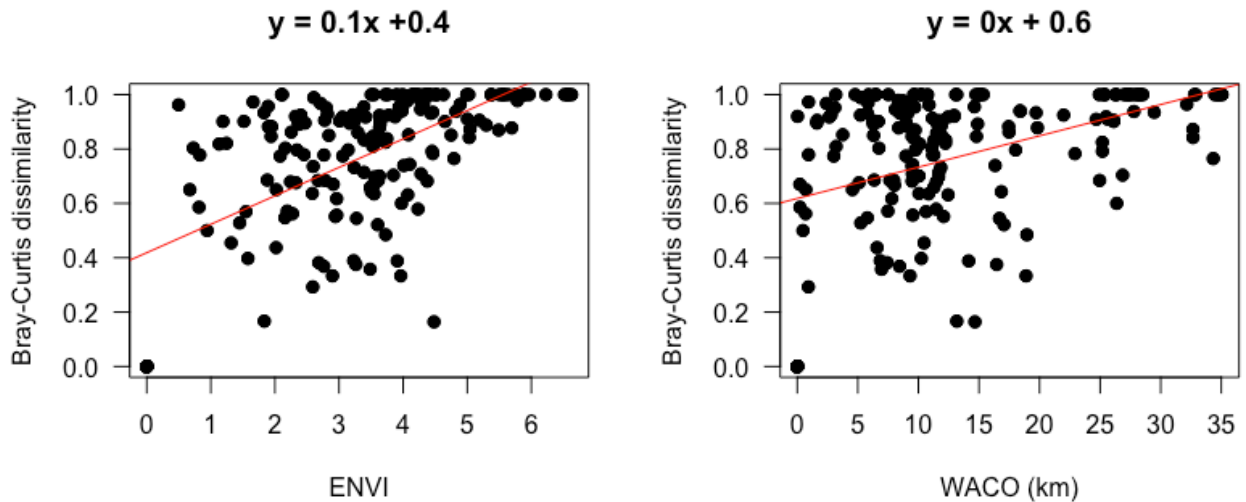 y = 0.1x +0.4
Bray-Curtis dissimilarity
1.0
0.8
0.6
0.4
0.2
0.0
0 1 2 3 4 5 6
ENVI
y = 0x + 0.6
Bray-Curtis dissimilarity
1.0
0.8
0.6
0.4
0.2
0.0
0 5 10 15 20 25 30 35
WACO (km)